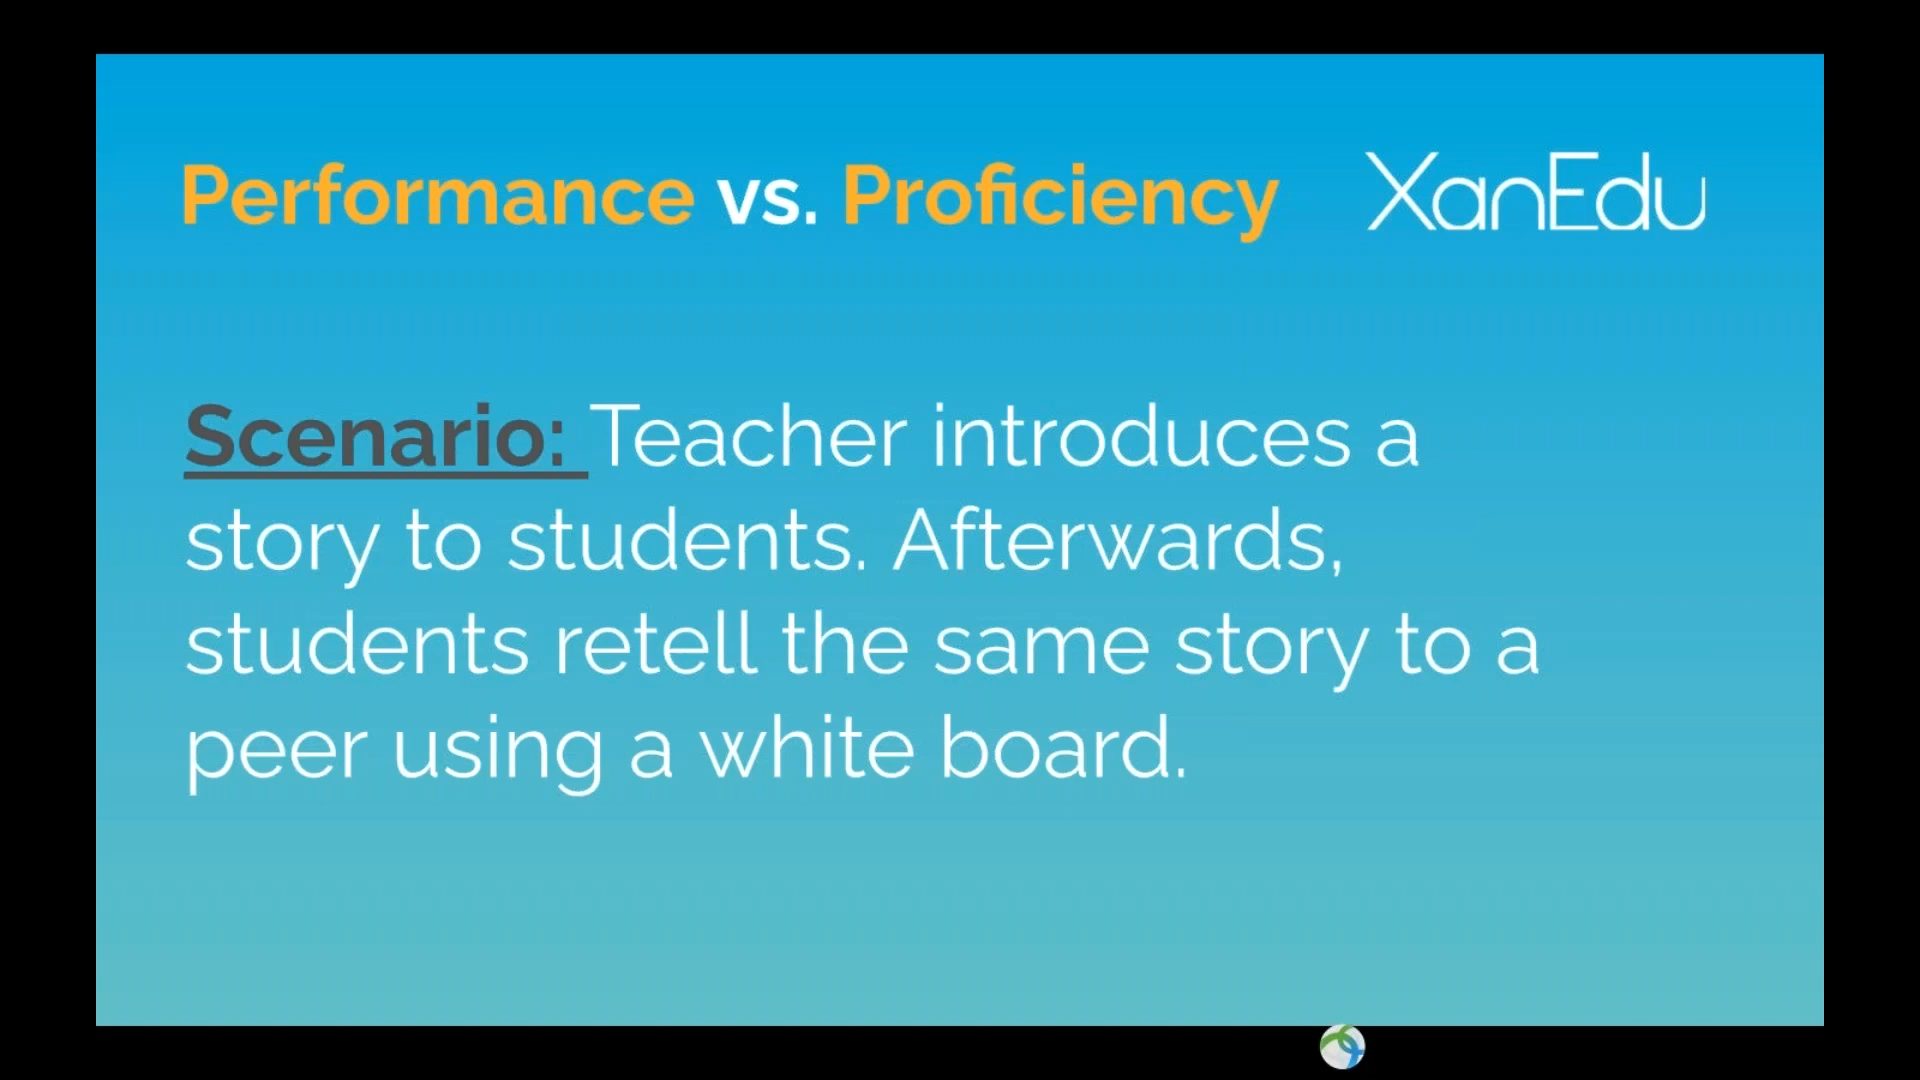 Performance vs. Proficiency
XanEdu
Scenario: Teacher introduces a
story to students. Afterwards,
students retell the same story to a
peer using a white board.